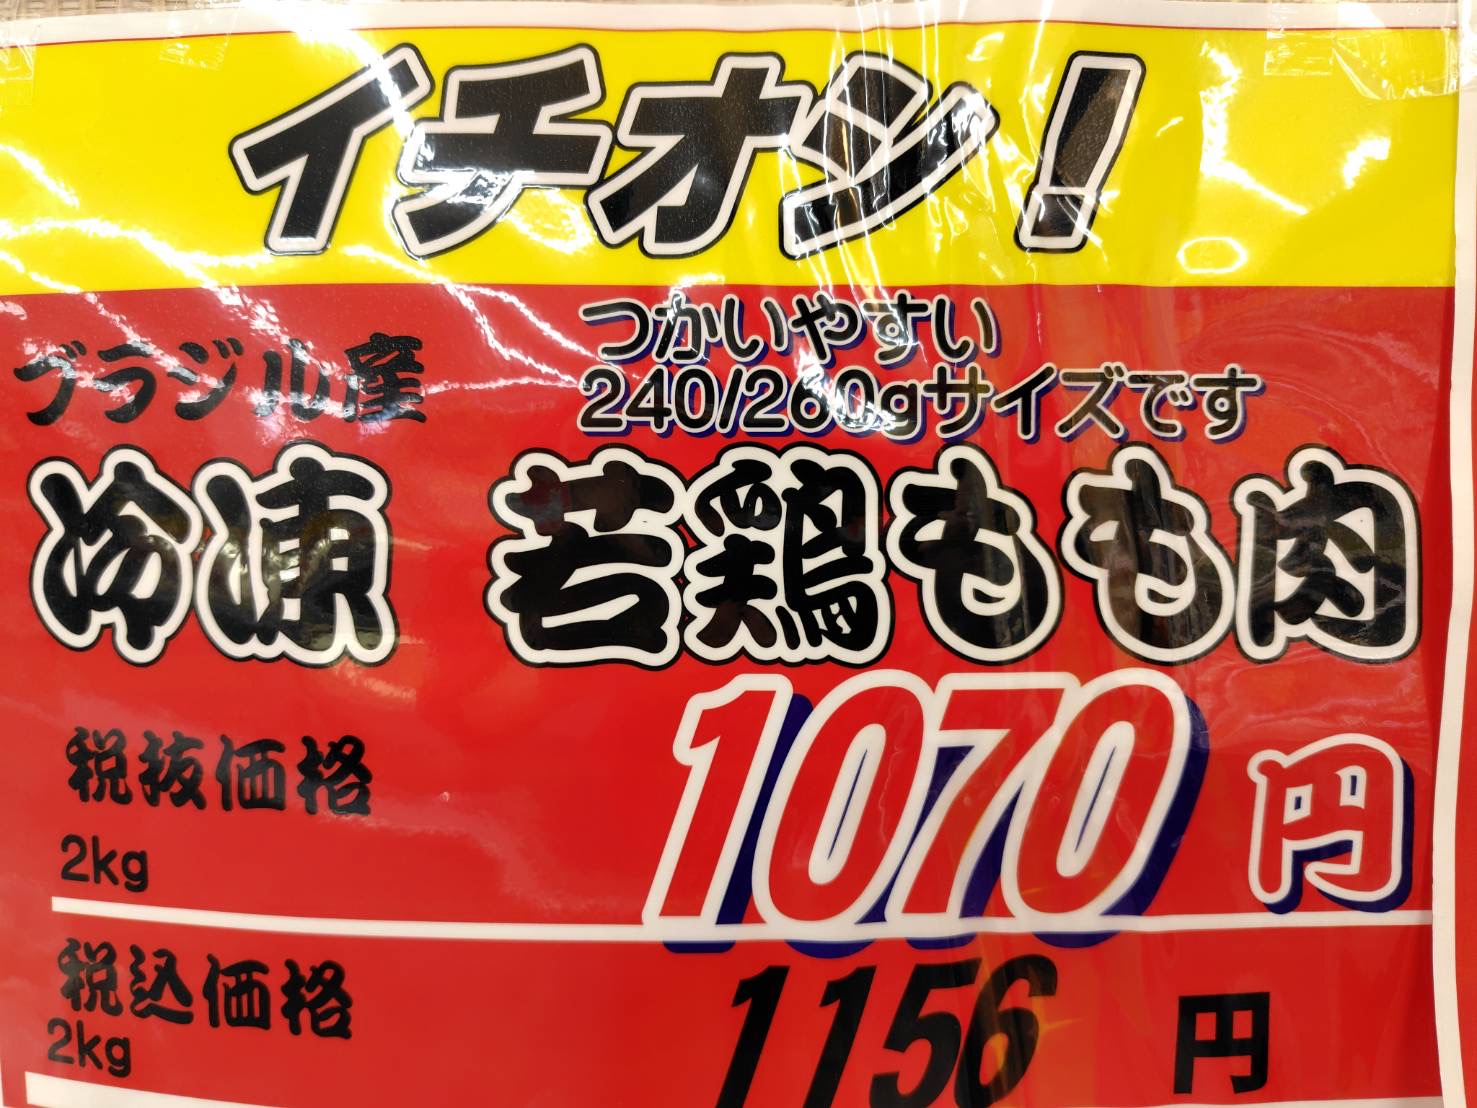 イチオシ！
ブラジル産
つかいやすい
240/260gサイズです
冷凍 若鶏もも肉
税抜価格
2kg
1070円
税込価格
2kg
1156円